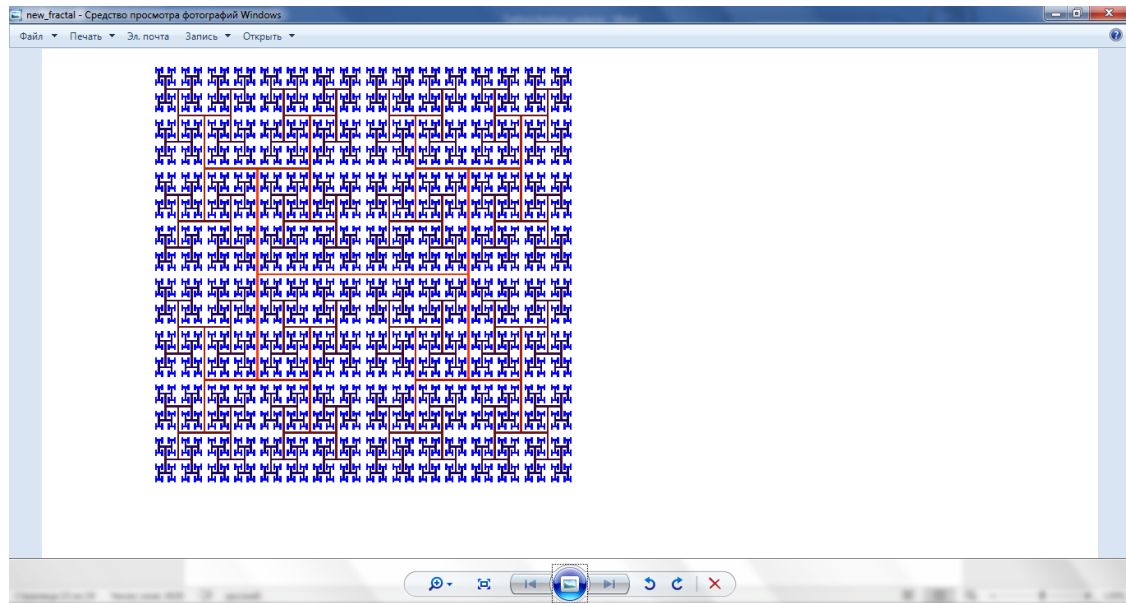 new_fractal - Средство просмотра фотографий Windows
Файл Печать Эл. почта Запись Открыть